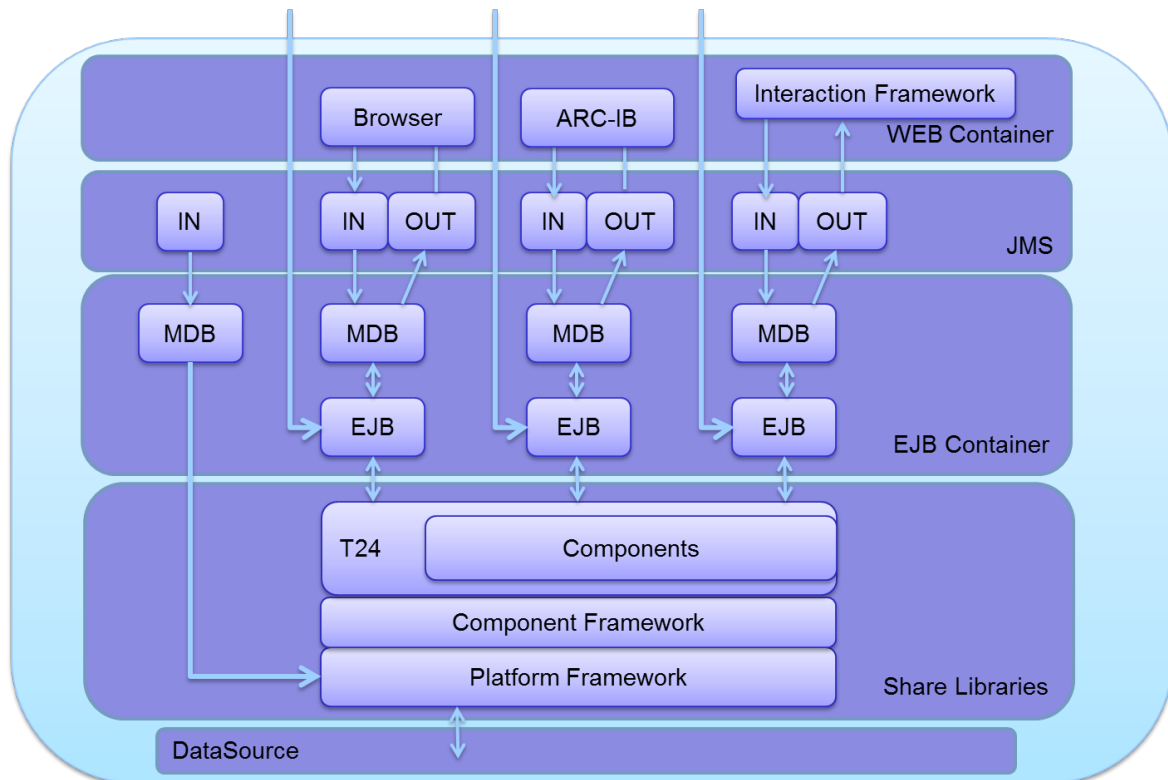 Browser
ARC-IB
Interaction Framework
WEB Container
IN
IN
OUT
IN
OUT
IN
OUT
JMS
MDB
MDB
MDB
MDB
EJB
EJB
EJB
EJB Container
T24
Components
Component Framework
Platform Framework
Share Libraries
DataSource